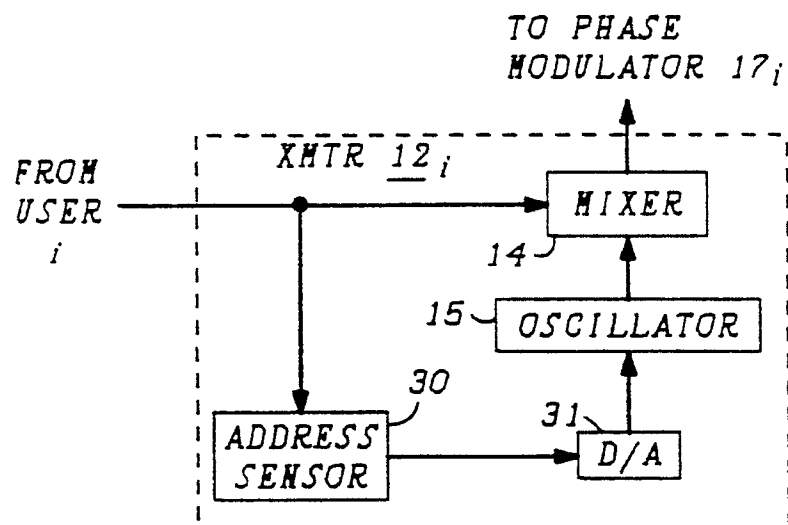 TO PHASE
MODULATOR 17i
XMTR 12i
FROM
USER
i
MIXER
14
15
OSCILLATOR
30
31
ADDRESS
SENSOR
D/A